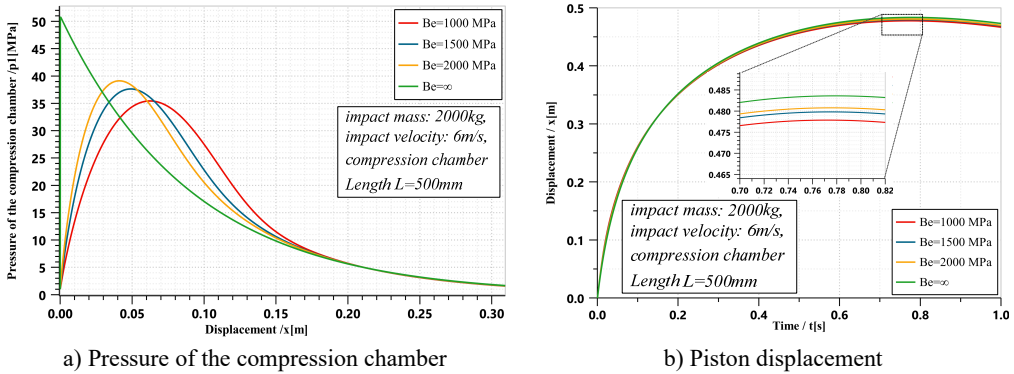 Pressure of the compression chamber /p1[MPa]
50
45
40
35
30
25
20
15
10
5
0
0.00
0.05
0.10
0.15
0.20
0.25
0.30
Displacement /x[m]
Be=1000 MPa
Be=1500 MPa
Be=2000 MPa
Be=∞
impact mass: 2000kg,
impact velocity: 6m/s,
compression chamber
Length L=500mm
a) Pressure of the compression chamber
Displacement / x[m]
0.5
0.4
0.3
0.2
0.1
0.0
0.0
0.2
0.4
0.6
0.8
1.0
Time / t[s]
0.485
0.480
0.475
0.470
0.465
0.70
0.72
0.74
0.76
0.78
0.80
0.82
impact mass: 2000kg,
impact velocity: 6m/s,
compression chamber
Length L=500mm
Be=1000 MPa
Be=1500 MPa
Be=2000 MPa
Be=∞
b) Piston displacement